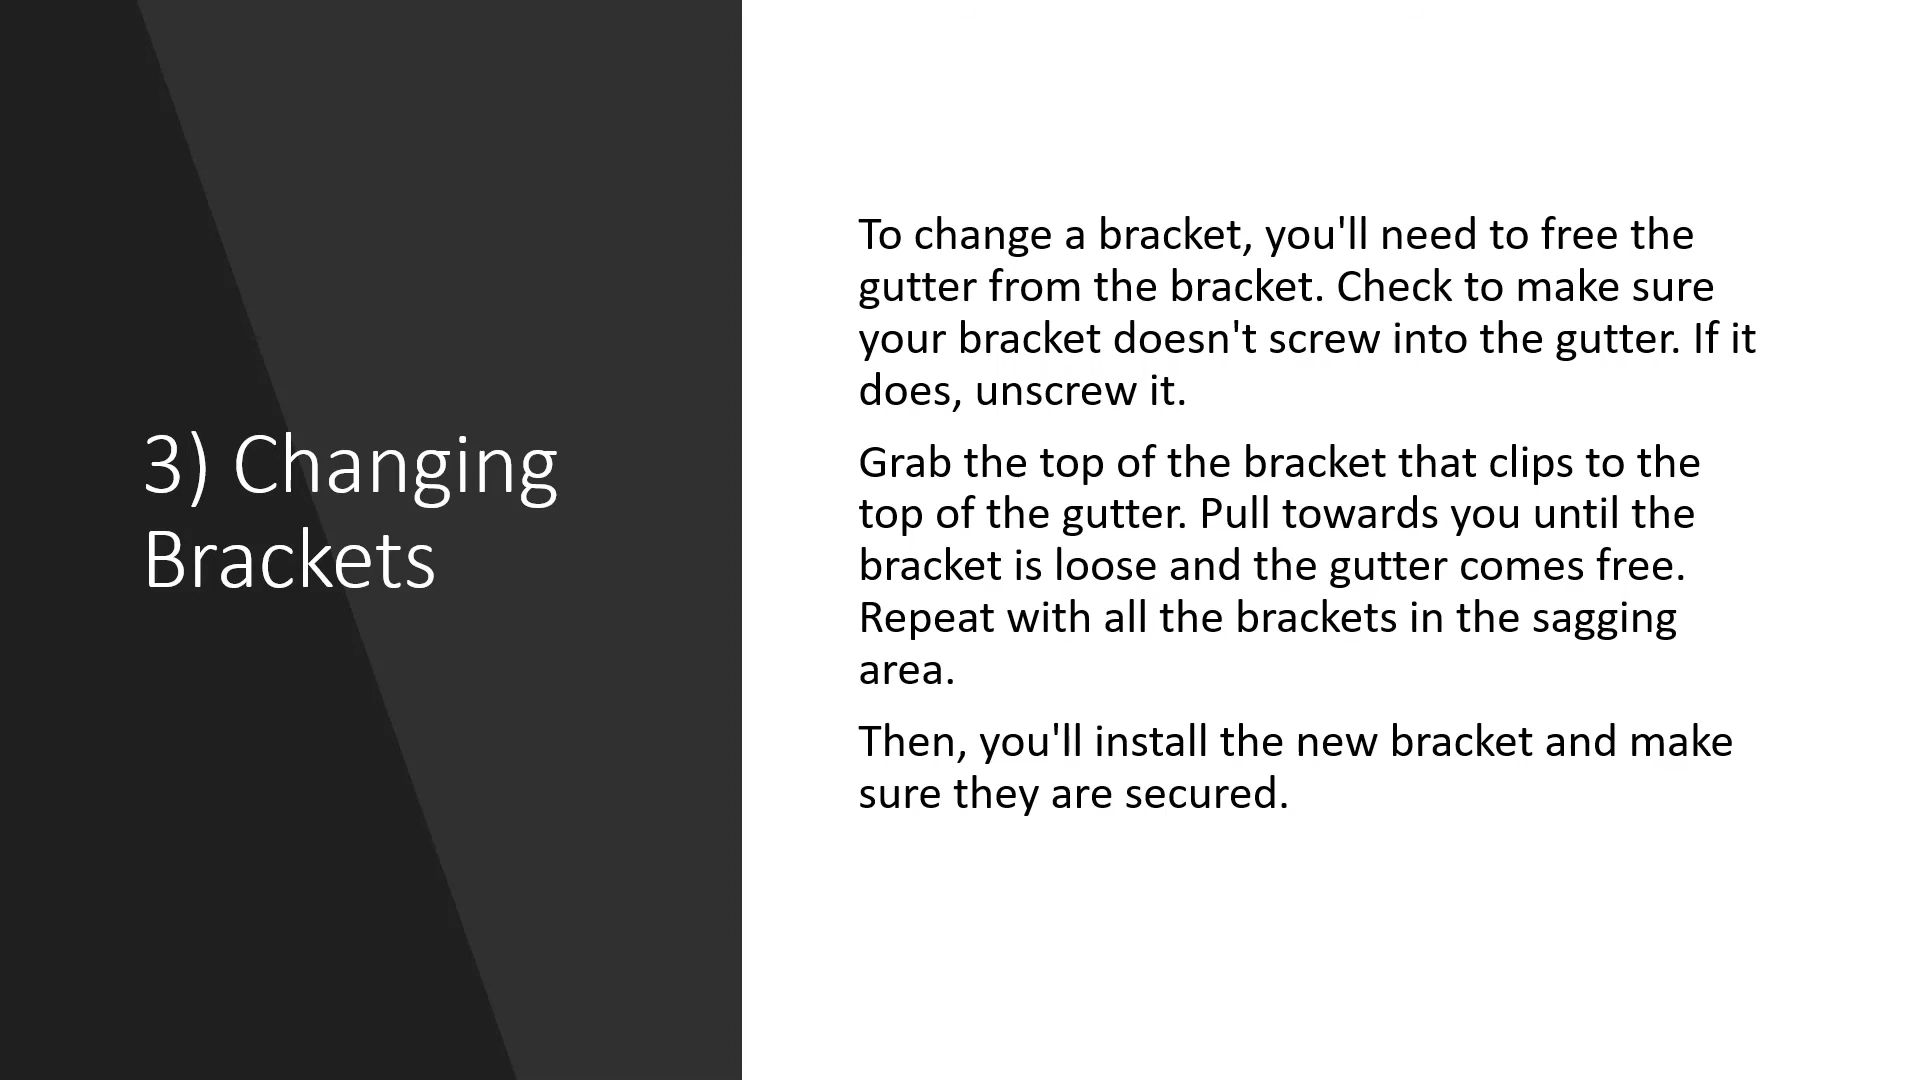 3) Changing
Brackets
To change a bracket, you'll need to free the
gutter from the bracket. Check to make sure
your bracket doesn't screw into the gutter. If it
does, unscrew it.
Grab the top of the bracket that clips to the
top of the gutter. Pull towards you until the
bracket is loose and the gutter comes free.
Repeat with all the brackets in the sagging
area.
Then, you'll install the new bracket and make
sure they are secured.